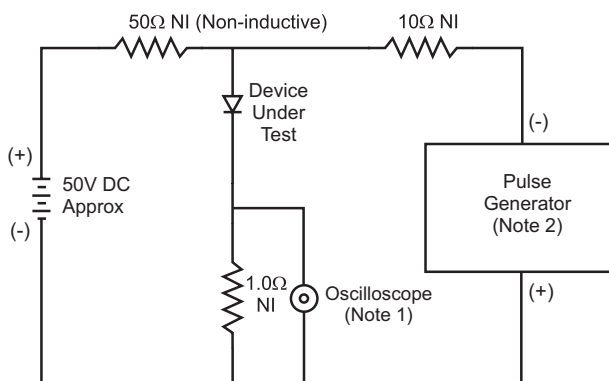 50Ω NI (Non-inductive)
10Ω NI
Device
Under
Test
(-)
(+)
50V DC
Approx
(-)
Pulse
Generator
(Note 2)
1.0Ω
NI
Oscilloscope
(Note 1)
(+)